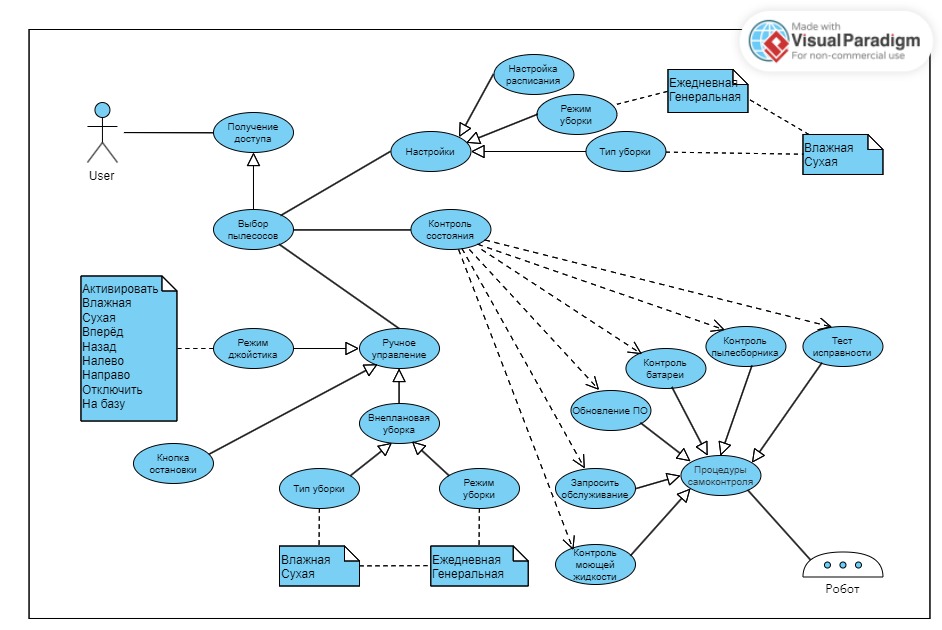 Made with
VisualParadigm
For non-commercial use
User
Получение
доступа
Настройка
расписания
Режим
уборки
Ежедневная
Генеральная
Настройки
Тип уборки
Влажная
Сухая
Выбор
пылесосов
Контроль
состояния
Активировать
Влажная
Сухая
Вперёд
Назад
Налево
Направо
Отключить
На базу
Режим
джойстика
Ручное
управление
Контроль
пылесборника
Тест
исправности
Контроль
батареи
Обновление ПО
Внеплановая
уборка
Кнопка
остановки
Тип уборки
Режим
уборки
Запросить
обслуживание
Процедуры
самоконтроля
Влажная
Сухая
Ежедневная
Генеральная
Контроль
моющей
жидкости
Робот